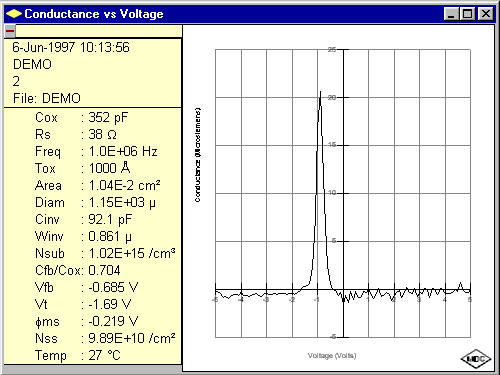 Conductance vs Voltage
6-Jun-1997 10:13:56
DEMO
2
File: DEMO
Cox : 352 pF
Rs : 38 Ω
Freq : 1.0E+06 Hz
Tox : 1000 Å
Area : 1.04E-2 cm²
Diam : 1.15E+03 µ
Cinv : 92.1 pF
Winv : 0.861 µ
Nsub : 1.02E+15 /cm³
Cfb/Cox: 0.704
Vfb : -0.685 V
Vt : -1.69 V
ϕms : -0.219 V
Nss : 9.89E+10 /cm²
Temp : 27 °C
Conductance (Microsiemens)
25
20
15
10
5
-5
-5 -4 -3 -2 -1 0 1 2 3 4 5
Voltage (Volts)
MDC